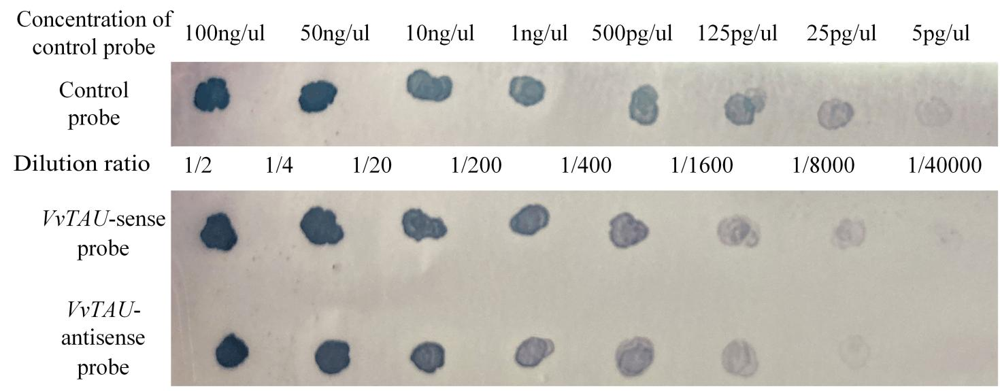 Concentration of
control probe
100ng/ul 50ng/ul 10ng/ul 1ng/ul 500pg/ul 125pg/ul 25pg/ul 5pg/ul
Control
probe
Dilution ratio 1/2 1/4 1/20 1/200 1/400 1/1600 1/8000 1/40000
VvTAU-sense
probe
VvTAU-
antisense
probe